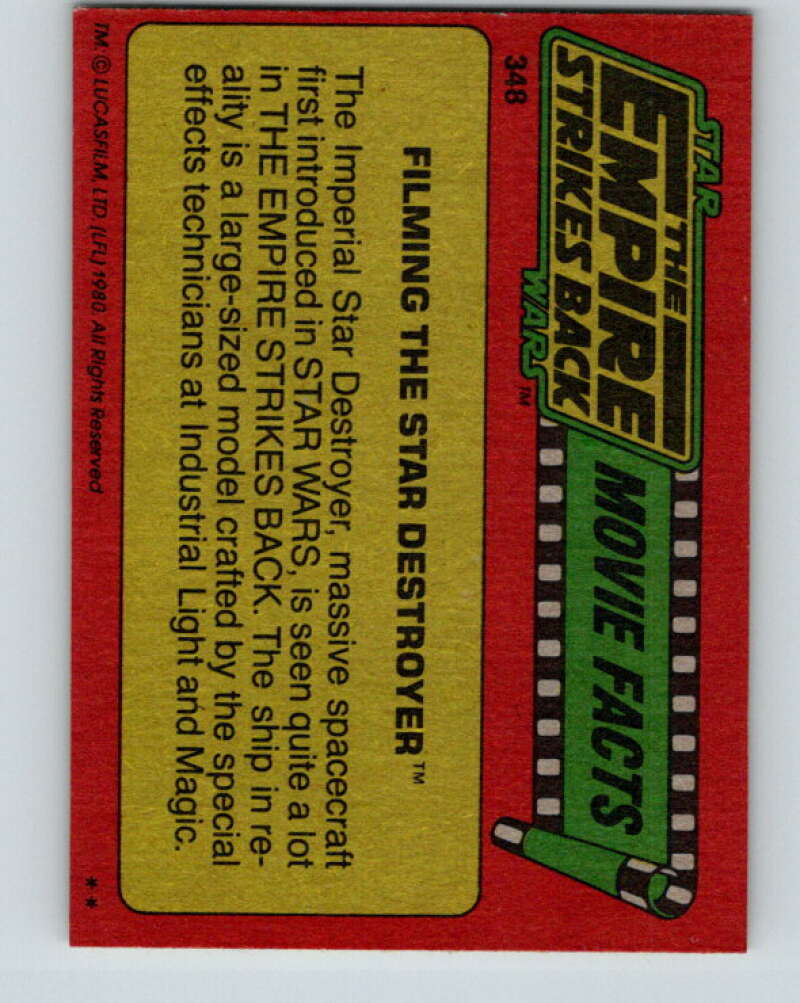 STAR
THE
EMPIRE
STRIKES BACK
WARS™
MOVIE FACTS
348
FILMING THE STAR DESTROYER™
The Imperial Star Destroyer, massive spacecraft
first introduced in STAR WARS, is seen quite a lot
in THE EMPIRE STRIKES BACK. The ship in re-
ality is a large-sized model crafted by the special
effects technicians at Industrial Light and Magic.
TM: © LUCASFILM, LTD (LFL) 1980. All Rights Reserved
**